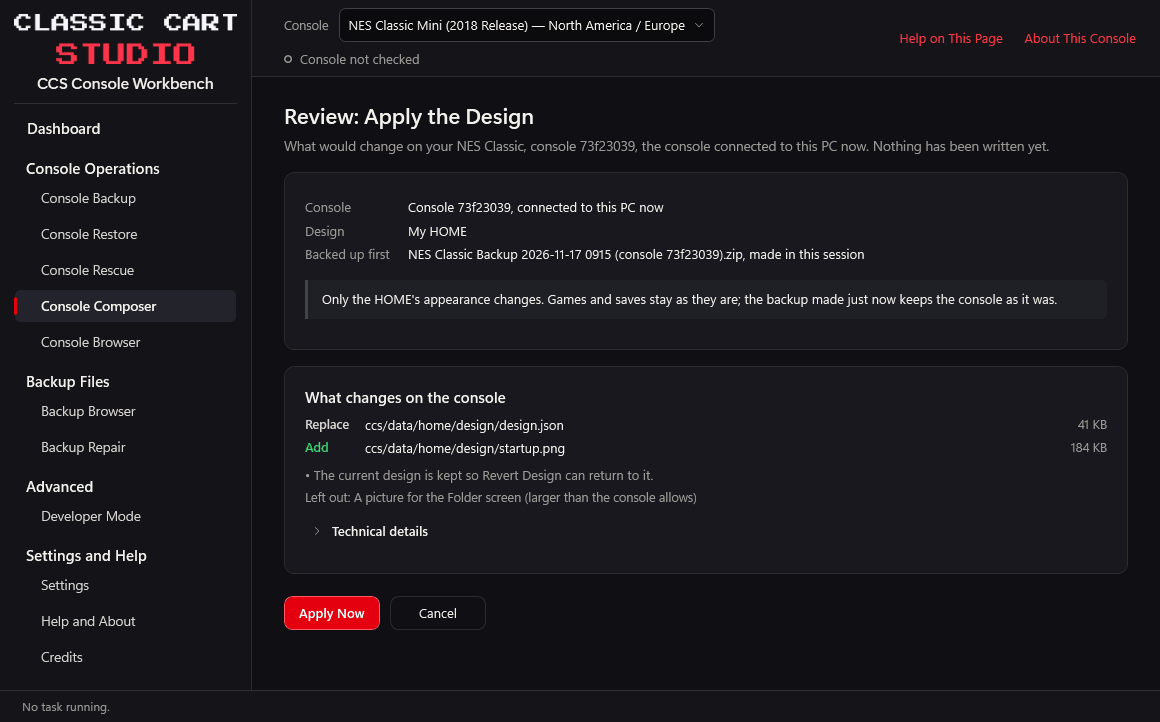 CLASSIC CART
STUDIO
CCS Console Workbench
Dashboard
Console Operations
Console Backup
Console Restore
Console Rescue
Console Composer
Console Browser
Backup Files
Backup Browser
Backup Repair
Advanced
Developer Mode
Settings and Help
Settings
Help and About
Credits
Console NES Classic Mini (2018 Release) — North America / Europe
Console not checked
Help on This Page About This Console
Review: Apply the Design
What would change on your NES Classic, console 73f23039, the console connected to this PC now. Nothing has been written yet.
Console Console 73f23039, connected to this PC now
Design My HOME
Backed up first NES Classic Backup 2026-11-17 0915 (console 73f23039).zip, made in this session
Only the HOME's appearance changes. Games and saves stay as they are; the backup made just now keeps the console as it was.
What changes on the console
Replace ccs/data/home/design/design.json 41 KB
Add ccs/data/home/design/startup.png 184 KB
• The current design is kept so Revert Design can return to it.
Left out: A picture for the Folder screen (larger than the console allows)
Technical details
Apply Now Cancel
No task running.